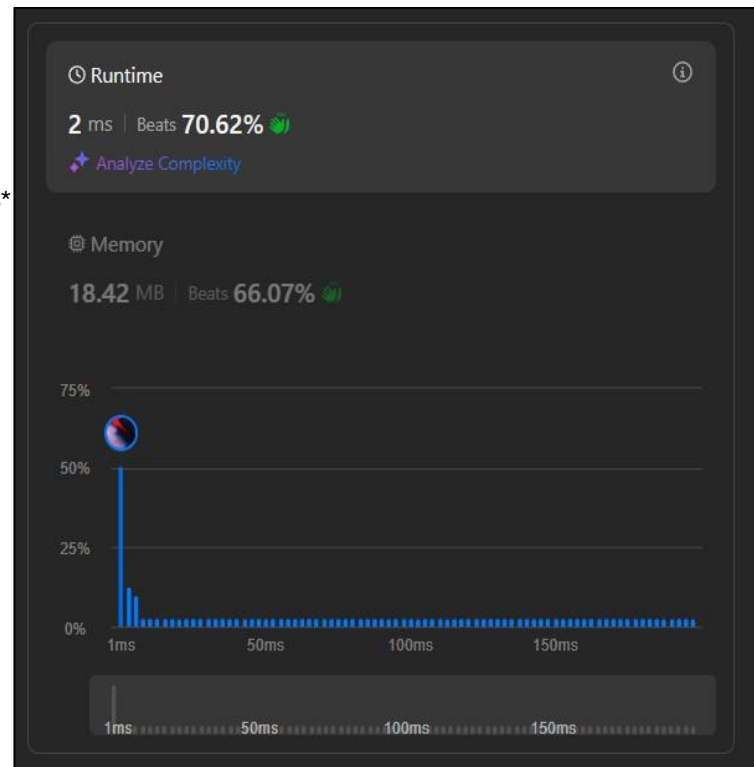 *
Runtime
2 ms | Beats 70.62%
Analyze Complexity
Memory
18.42 MB | Beats 66.07%
75%
50%
25%
0%
1ms 50ms 100ms 150ms
1ms 50ms 100ms 150ms